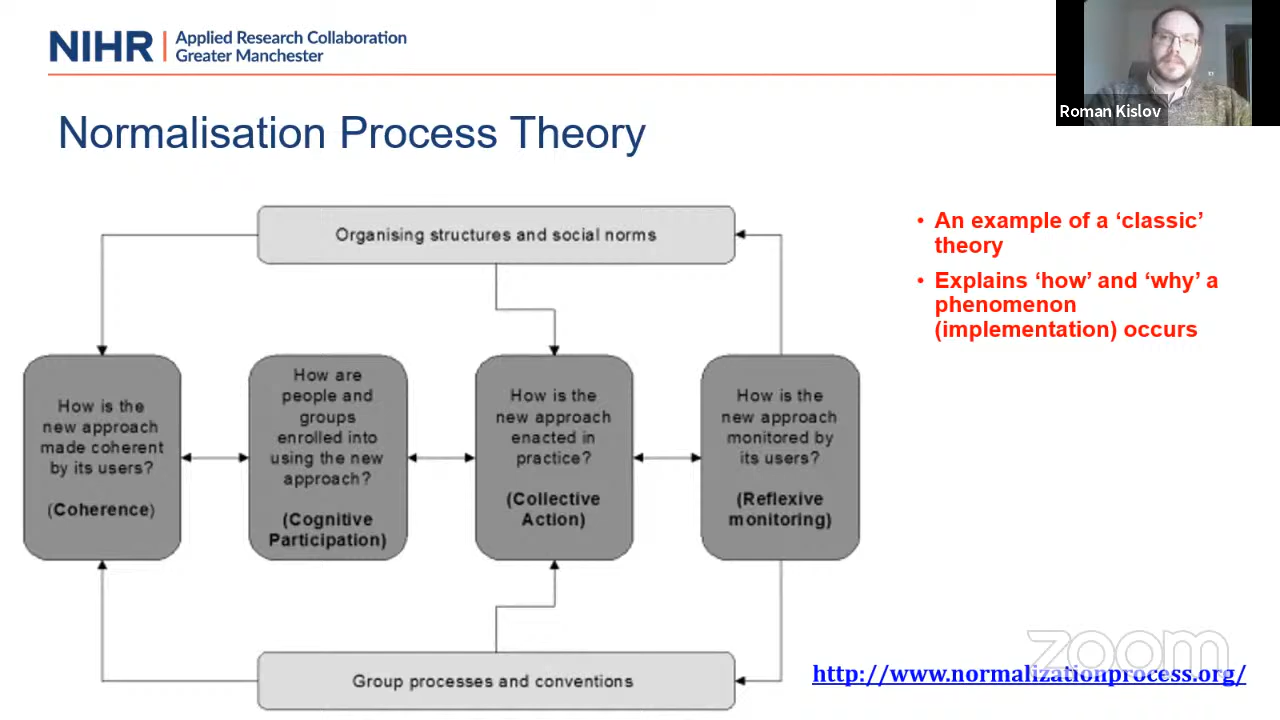 NIHR
Applied Research Collaboration
Greater Manchester
Roman Kislov
Normalisation Process Theory
Organising structures and social norms
How is the
new approach
made coherent
by its users?
(Coherence)
How are
people and
groups
enrolled into
using the new
approach?
(Cognitive
Participation)
How is the
new approach
enacted in
practice?
(Collective
Action)
How is the
new approach
monitored by
its users?
(Reflexive
monitoring)
Group processes and conventions
• An example of a ‘classic’
theory
• Explains ‘how’ and ‘why’ a
phenomenon
(implementation) occurs
zoom
http://www.normalizationprocess.org/